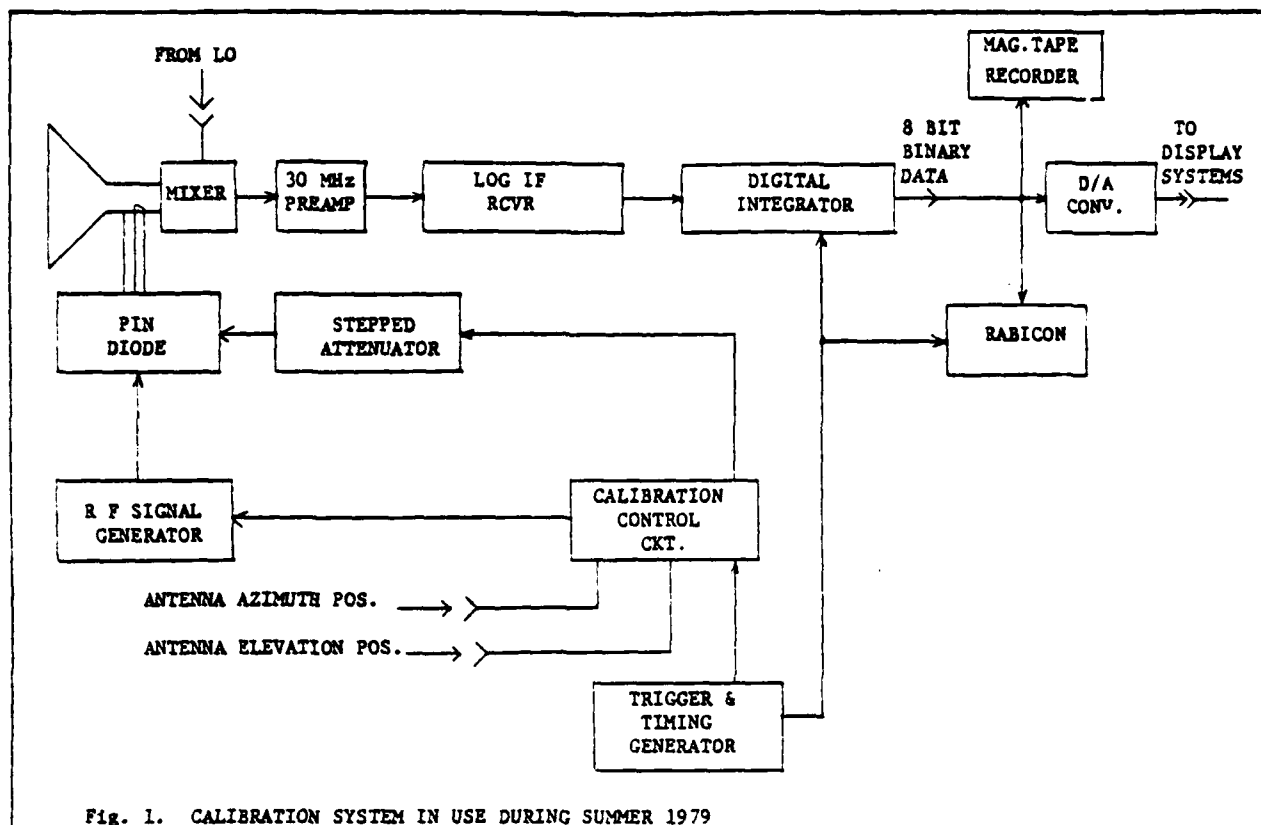 FROM LO
MAG.TAPE
RECORDER
MIXER
30 MHz
PREAMP
LOG IF
RCVR
DIGITAL
INTEGRATOR
8 BIT
BINARY
DATA
D/A
CONV.
TO
DISPLAY
SYSTEMS
PIN
DIODE
STEPPED
ATTENUATOR
RABICON
R F SIGNAL
GENERATOR
CALIBRATION
CONTROL
CKT.
ANTENNA AZIMUTH POS.
ANTENNA ELEVATION POS.
TRIGGER &
TIMING
GENERATOR
Fig. 1. CALIBRATION SYSTEM IN USE DURING SUMMER 1979